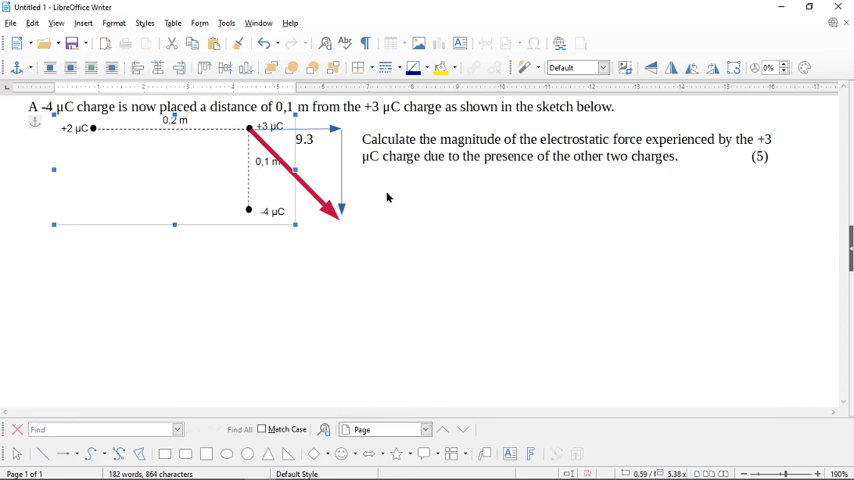 Untitled 1 - LibreOffice Writer
File Edit View Insert Format Styles Table Form Tools Window Help
Default 0%
A -4 μC charge is now placed a distance of 0,1 m from the +3 μC charge as shown in the sketch below.
+2 μC 0,2 m +3 μC
9.3 Calculate the magnitude of the electrostatic force experienced by the +3
μC charge due to the presence of the other two charges. (5)
0,1 m
-4 μC
Find Find All Match Case Page
Page 1 of 1 182 words, 864 characters Default Style 0.59 / 5.38 x 190%